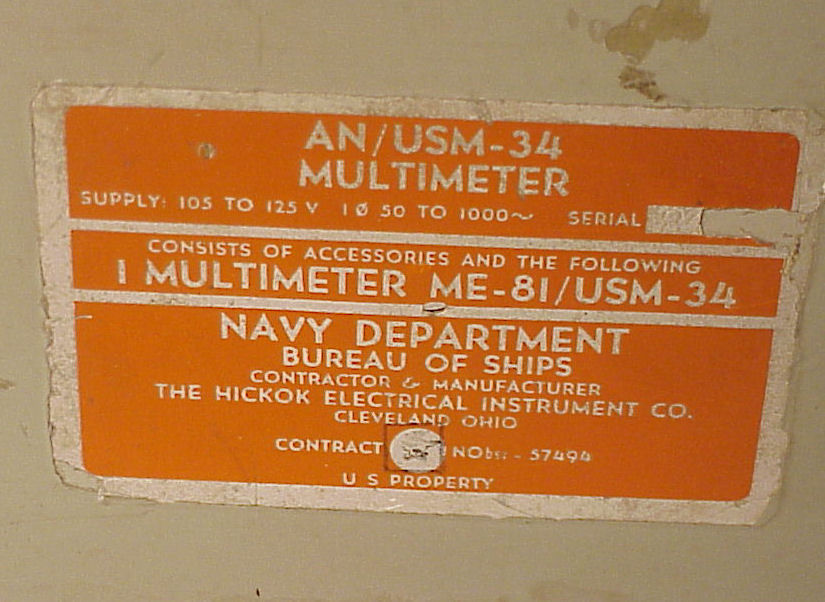 AN/USM-34
MULTIMETER
SUPPLY: 105 TO 125 V 1 Ø 50 TO 1000~ SERIAL
CONSISTS OF ACCESSORIES AND THE FOLLOWING
1 MULTIMETER ME-81/USM-34
NAVY DEPARTMENT
BUREAU OF SHIPS
CONTRACTOR & MANUFACTURER
THE HICKOK ELECTRICAL INSTRUMENT CO.
CLEVELAND OHIO
CONTRACT NObsr - 57494
U S PROPERTY